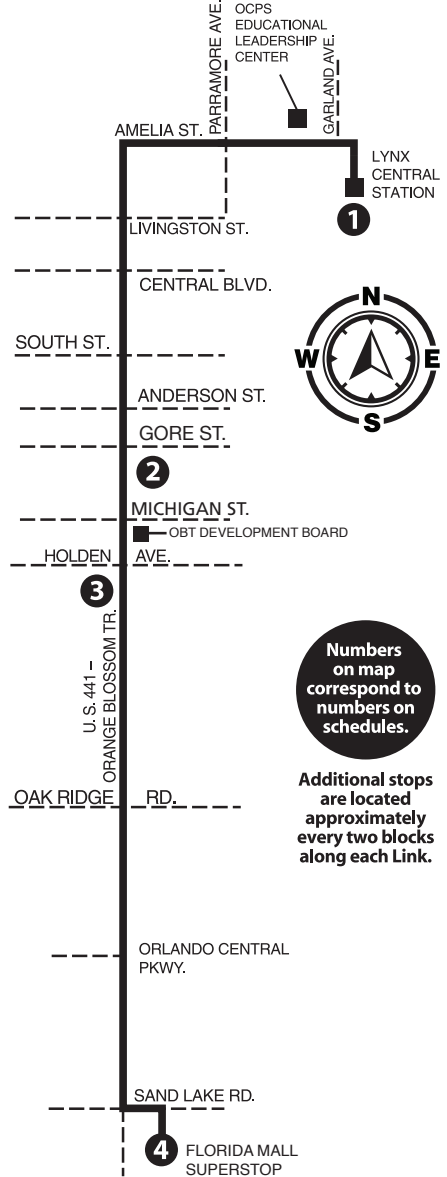 OCPS
EDUCATIONAL
LEADERSHIP
CENTER
PARRAMORE AVE.
GARLAND AVE.
AMELIA ST.
LYNX
CENTRAL
STATION
1
LIVINGSTON ST.
CENTRAL BLVD.
N
W E
S
SOUTH ST.
ANDERSON ST.
GORE ST.
2
MICHIGAN ST.
OBT DEVELOPMENT BOARD
HOLDEN AVE.
3
U. S. 441 –
ORANGE BLOSSOM TR.
Numbers
on map
correspond to
numbers on
schedules.
Additional stops
are located
approximately
every two blocks
along each Link.
OAK RIDGE RD.
ORLANDO CENTRAL
PKWY.
SAND LAKE RD.
4
FLORIDA MALL
SUPERSTOP